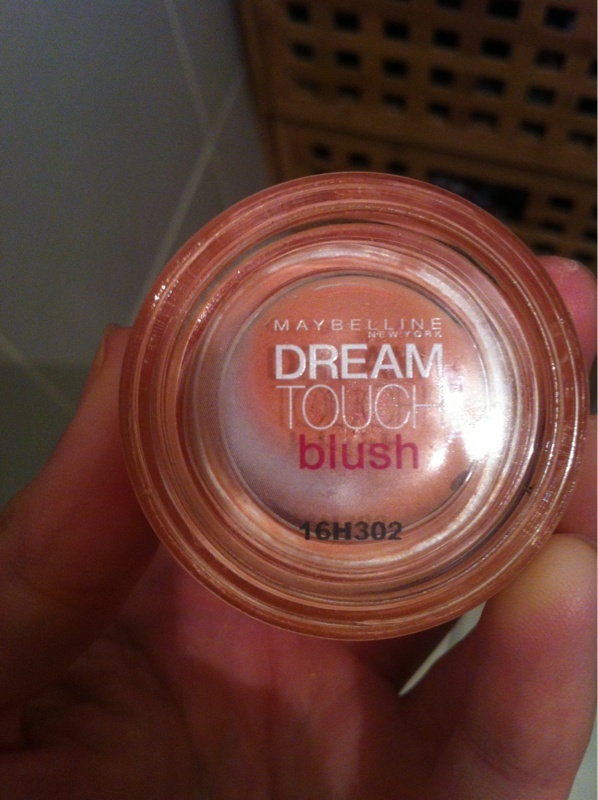 MAYBELLINE
NEW YORK
DREAM
TOUCH
blush
16H302